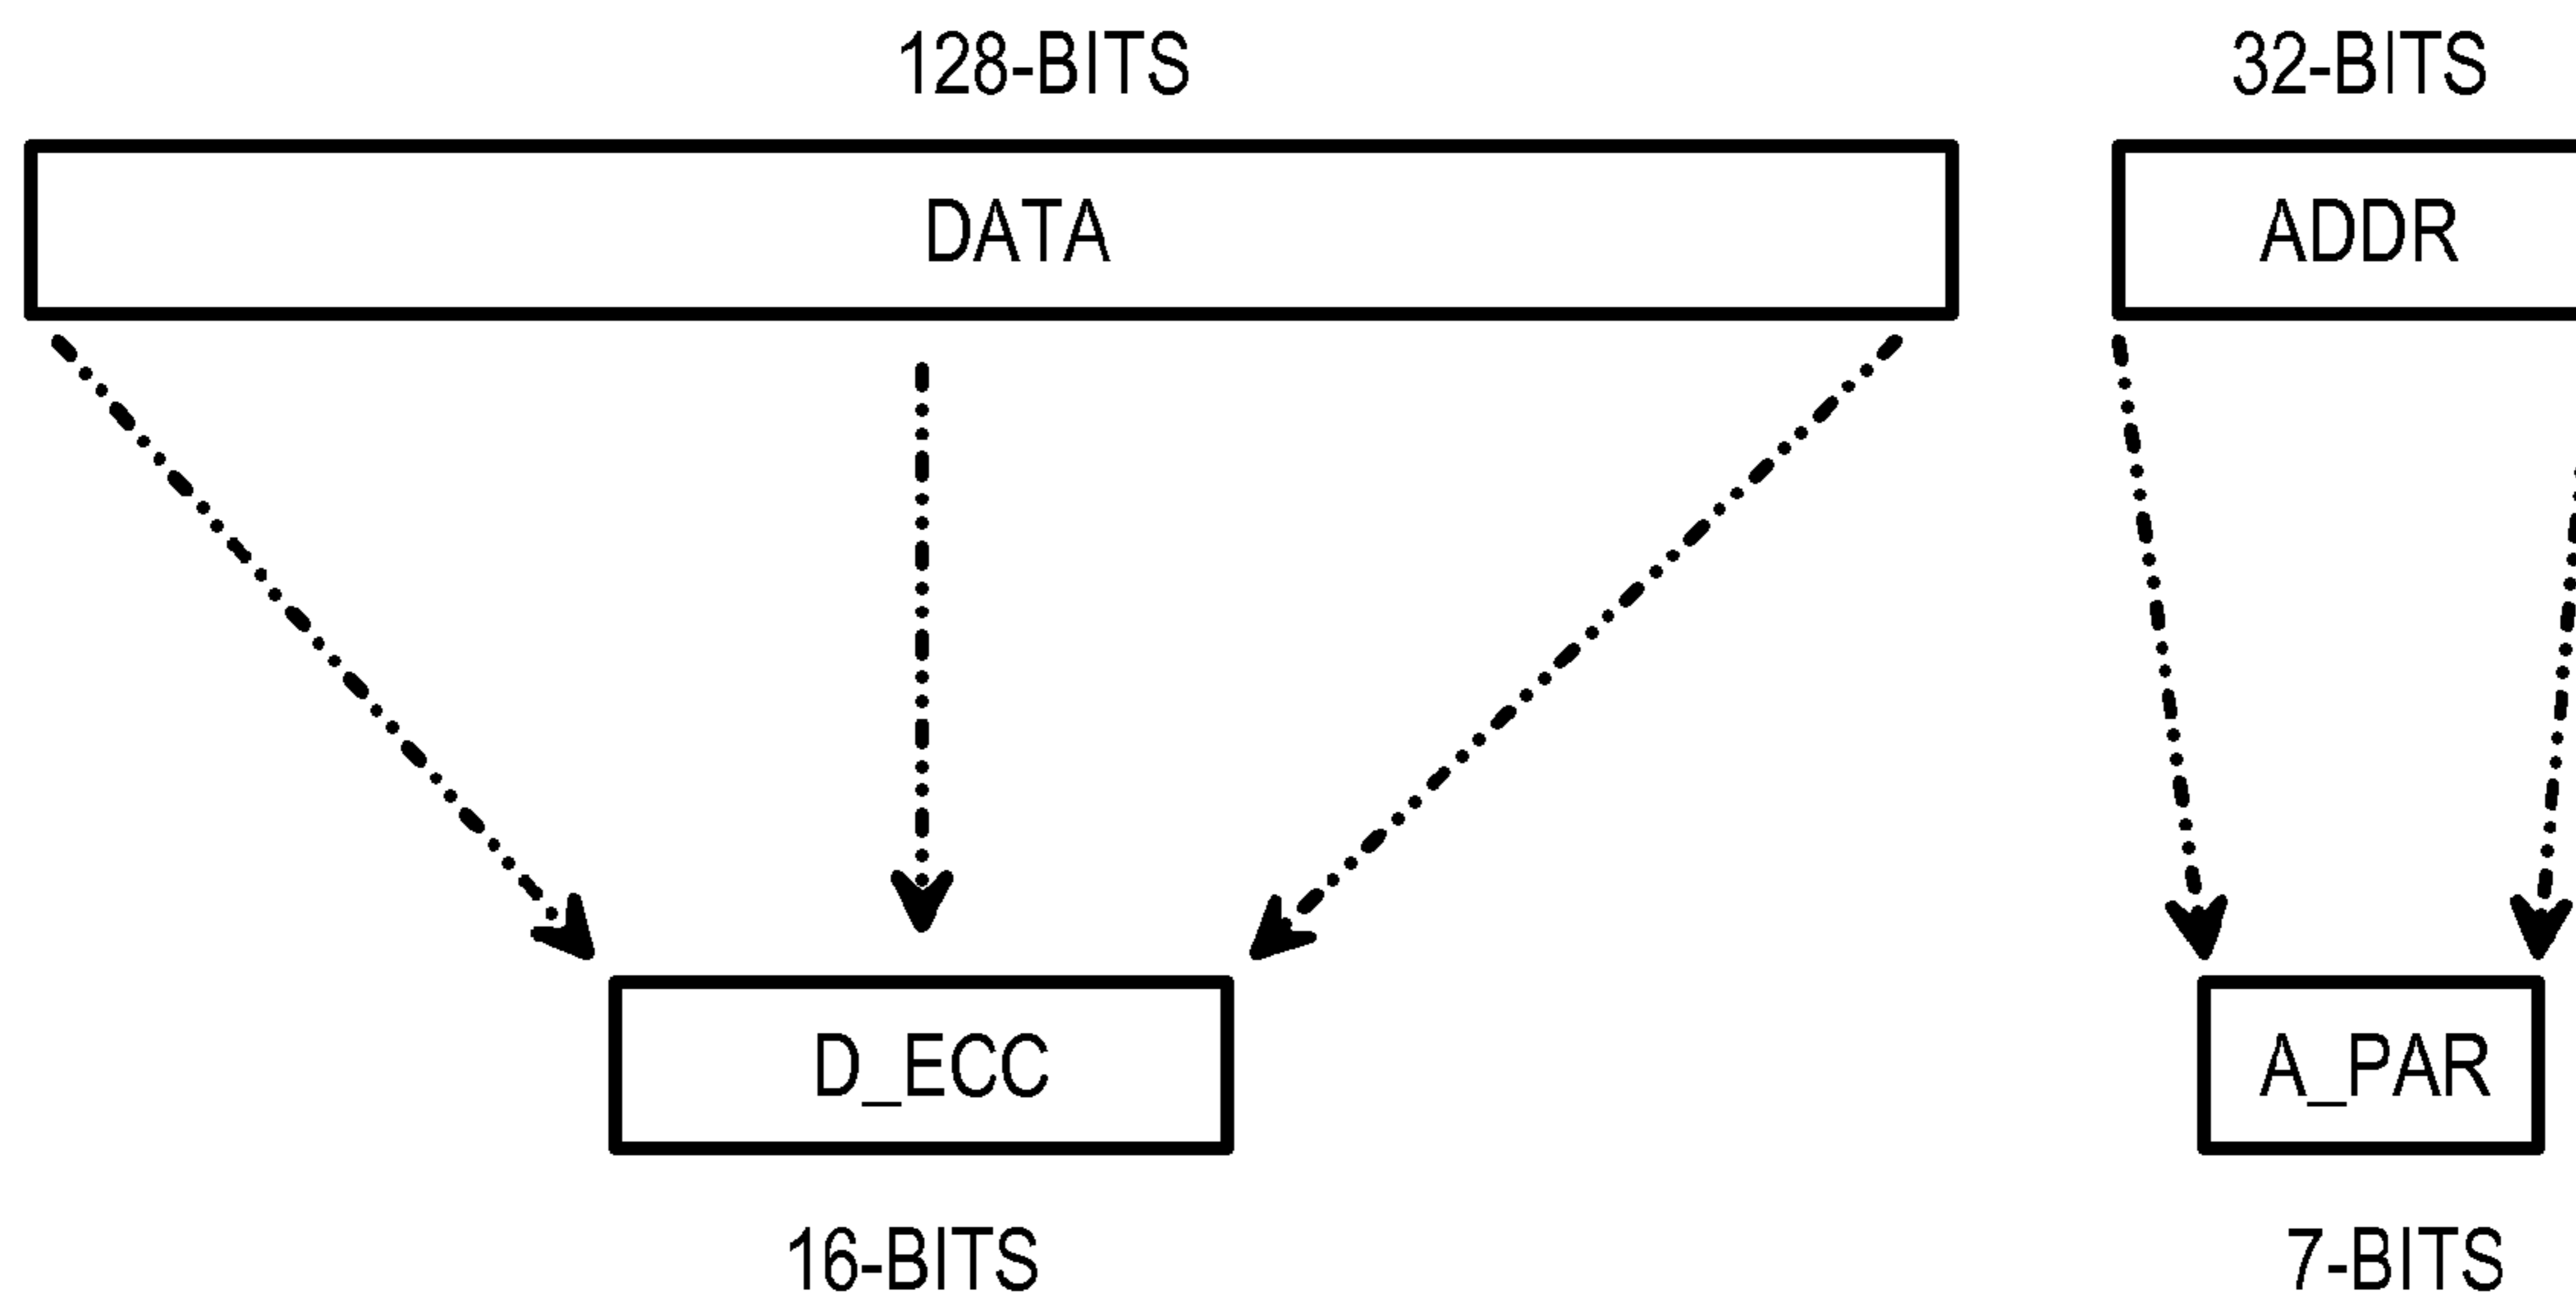 128-BITS
32-BITS
DATA
ADDR
D_ECC
A_PAR
16-BITS
7-BITS